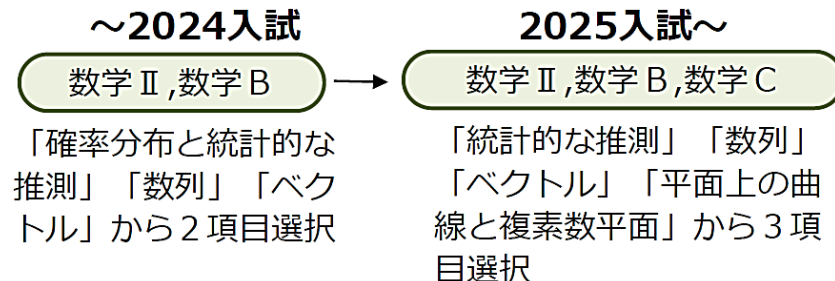 ～2024入試
数学Ⅱ,数学B
「確率分布と統計的な
推測」「数列」「ベク
トル」から２項目選択
2025入試～
数学Ⅱ,数学B,数学C
「統計的な推測」「数列」
「ベクトル」「平面上の曲
線と複素数平面」から３項
目選択